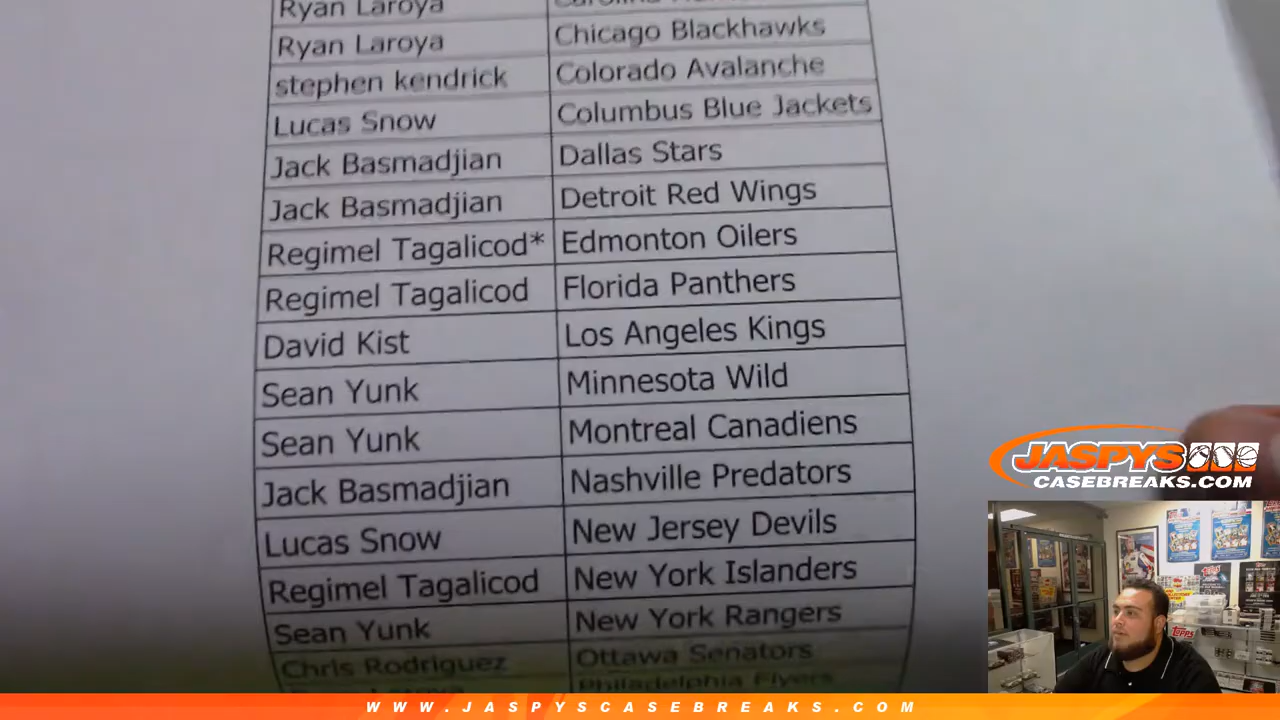 Ryan Laroya
Ryan Laroya Chicago Blackhawks
stephen kendrick Colorado Avalanche
Lucas Snow Columbus Blue Jackets
Jack Basmadjian Dallas Stars
Jack Basmadjian Detroit Red Wings
Regimel Tagalicod* Edmonton Oilers
Regimel Tagalicod Florida Panthers
David Kist Los Angeles Kings
Sean Yunk Minnesota Wild
Sean Yunk Montreal Canadiens
Jack Basmadjian Nashville Predators
Lucas Snow New Jersey Devils
Regimel Tagalicod New York Islanders
Sean Yunk New York Rangers
Chris Rodriguez Ottawa Senators
Philadelphia Flyers
JASPYS
CASEBREAKS.COM
Topps
WWW.JASPYSCASEBREAKS.COM